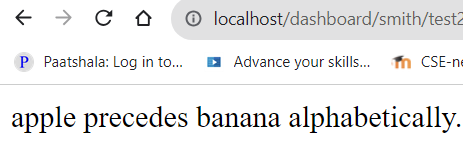 localhost/dashboard/smith/test2
Paatshala: Log in to...
Advance your skills...
CSE-ne
apple precedes banana alphabetically.